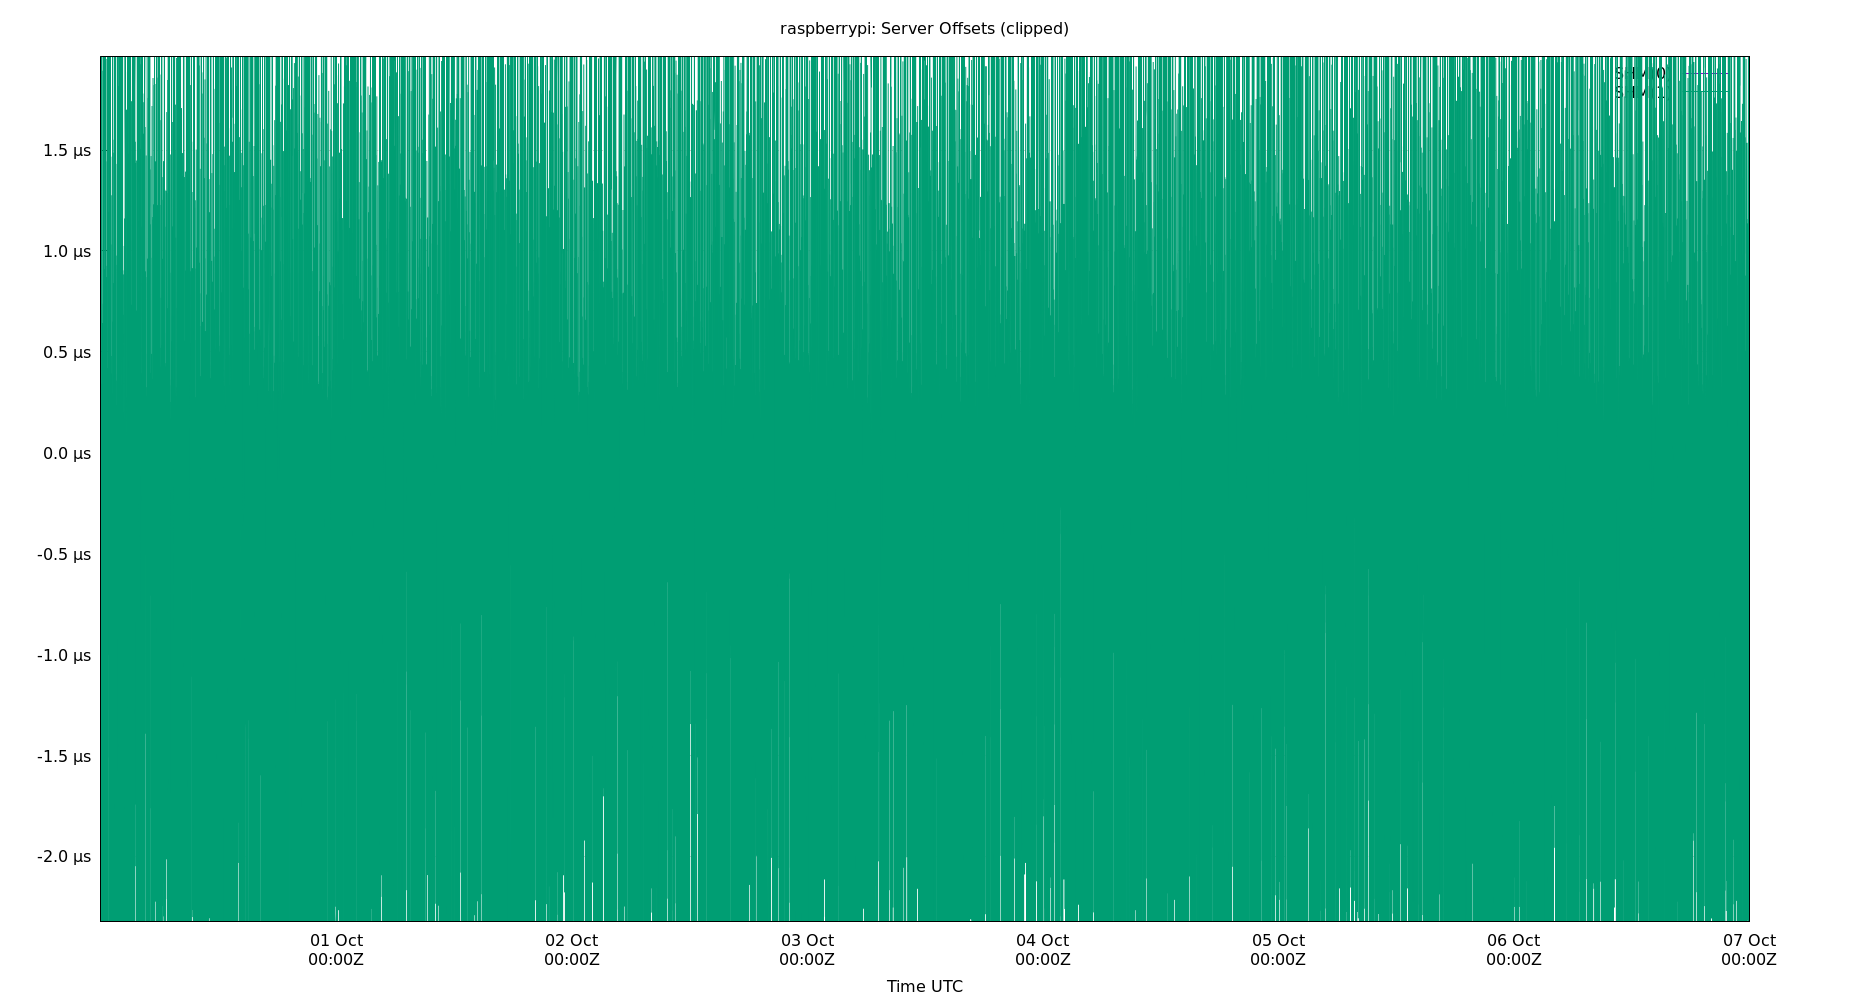 raspberrypi: Server Offsets (clipped)
1.5 µs
1.0 µs
0.5 µs
0.0 µs
-0.5 µs
-1.0 µs
-1.5 µs
-2.0 µs
01 Oct 02 Oct 03 Oct 04 Oct 05 Oct 06 Oct 07 Oct
00:00Z 00:00Z 00:00Z 00:00Z 00:00Z 00:00Z 00:00Z
Time UTC